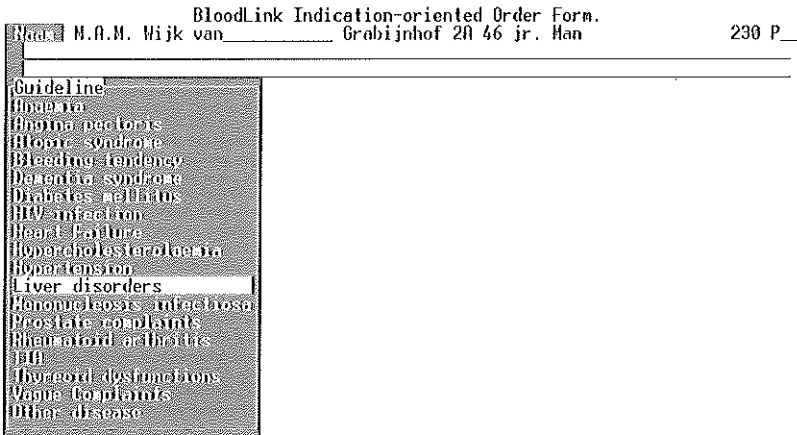 BloodLink Indication-oriented Order Form.
Naam M.A.M. Wijk van____________ Grabijnhof 2A 46 jr. Man 230 P__
Guideline
Anaemia
Angina pectoris
Atopic syndrome
Bleeding tendency
Dementia syndrome
Diabetes mellitus
HIV infection
Heart Failure
Hypercholesterolaemia
Hypertension
Liver disorders
Mononucleosis infectiosa
Prostate complaints
Rheumatoid arthritis
TIA
Thyreoid dysfunctions
Vague Complaints
Other disease